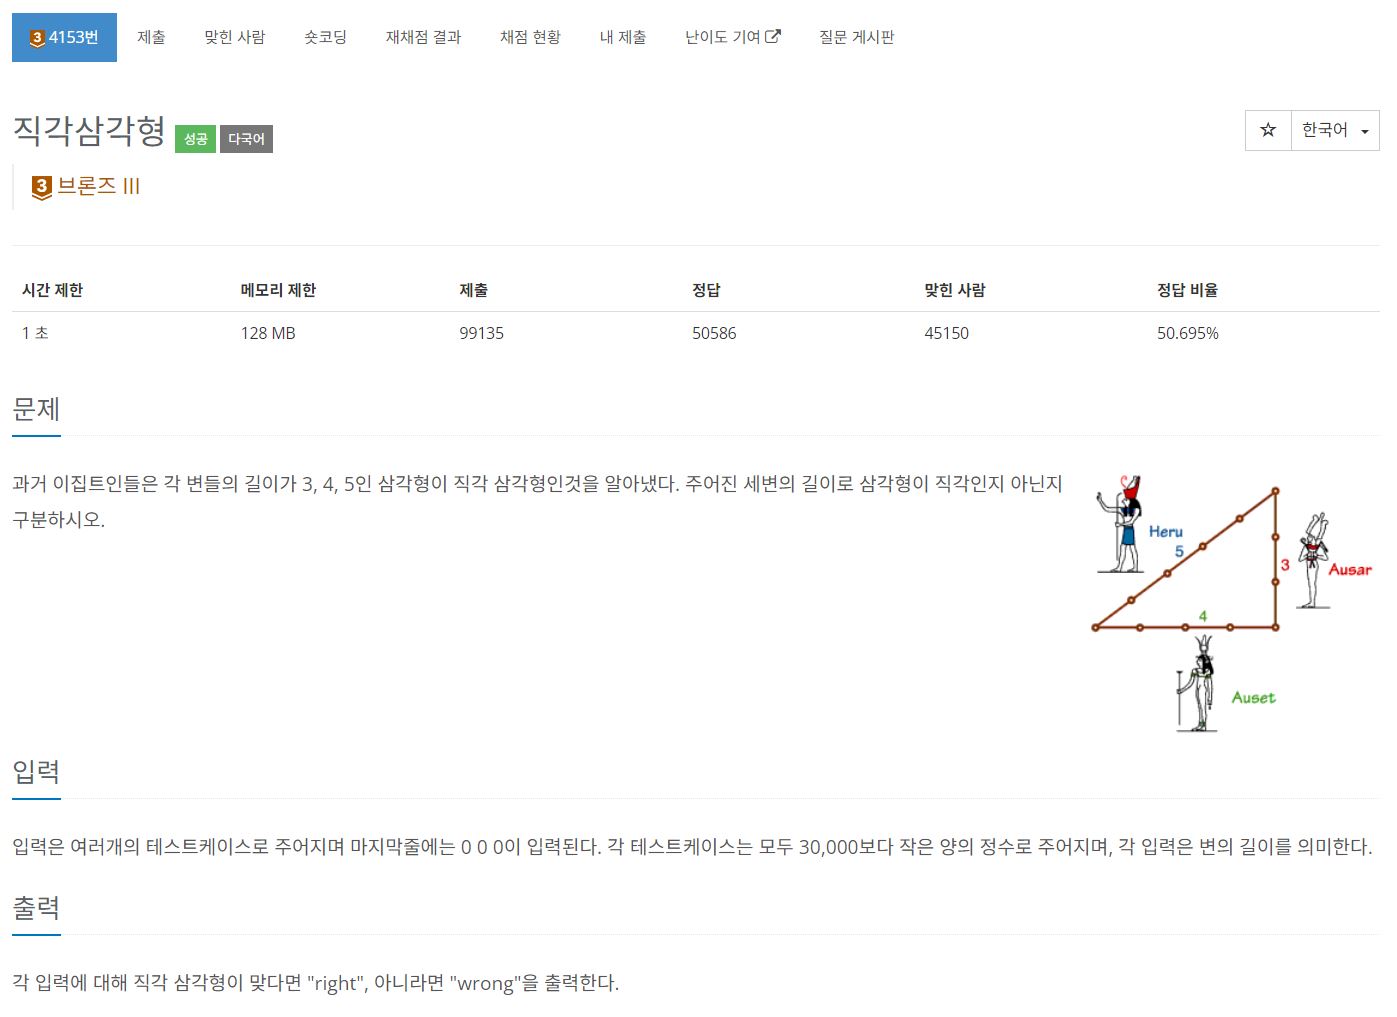 3 4153번 제출 맞힌 사람 숏코딩 재채점 결과 채점 현황 내 제출 난이도 기여 질문 게시판
직각삼각형 성공 다국어
☆ 한국어
3 브론즈 III
시간 제한 메모리 제한 제출 정답 맞힌 사람 정답 비율
1 초 128 MB 99135 50586 45150 50.695%
문제
과거 이집트인들은 각 변들의 길이가 3, 4, 5인 삼각형이 직각 삼각형인것을 알아냈다. 주어진 세변의 길이로 삼각형이 직각인지 아닌지
구분하시오.
Heru
5
3
Ausar
4
Auset
입력
입력은 여러개의 테스트케이스로 주어지며 마지막줄에는 0 0 0이 입력된다. 각 테스트케이스는 모두 30,000보다 작은 양의 정수로 주어지며, 각 입력은 변의 길이를 의미한다.
출력
각 입력에 대해 직각 삼각형이 맞다면 "right", 아니라면 "wrong"을 출력한다.